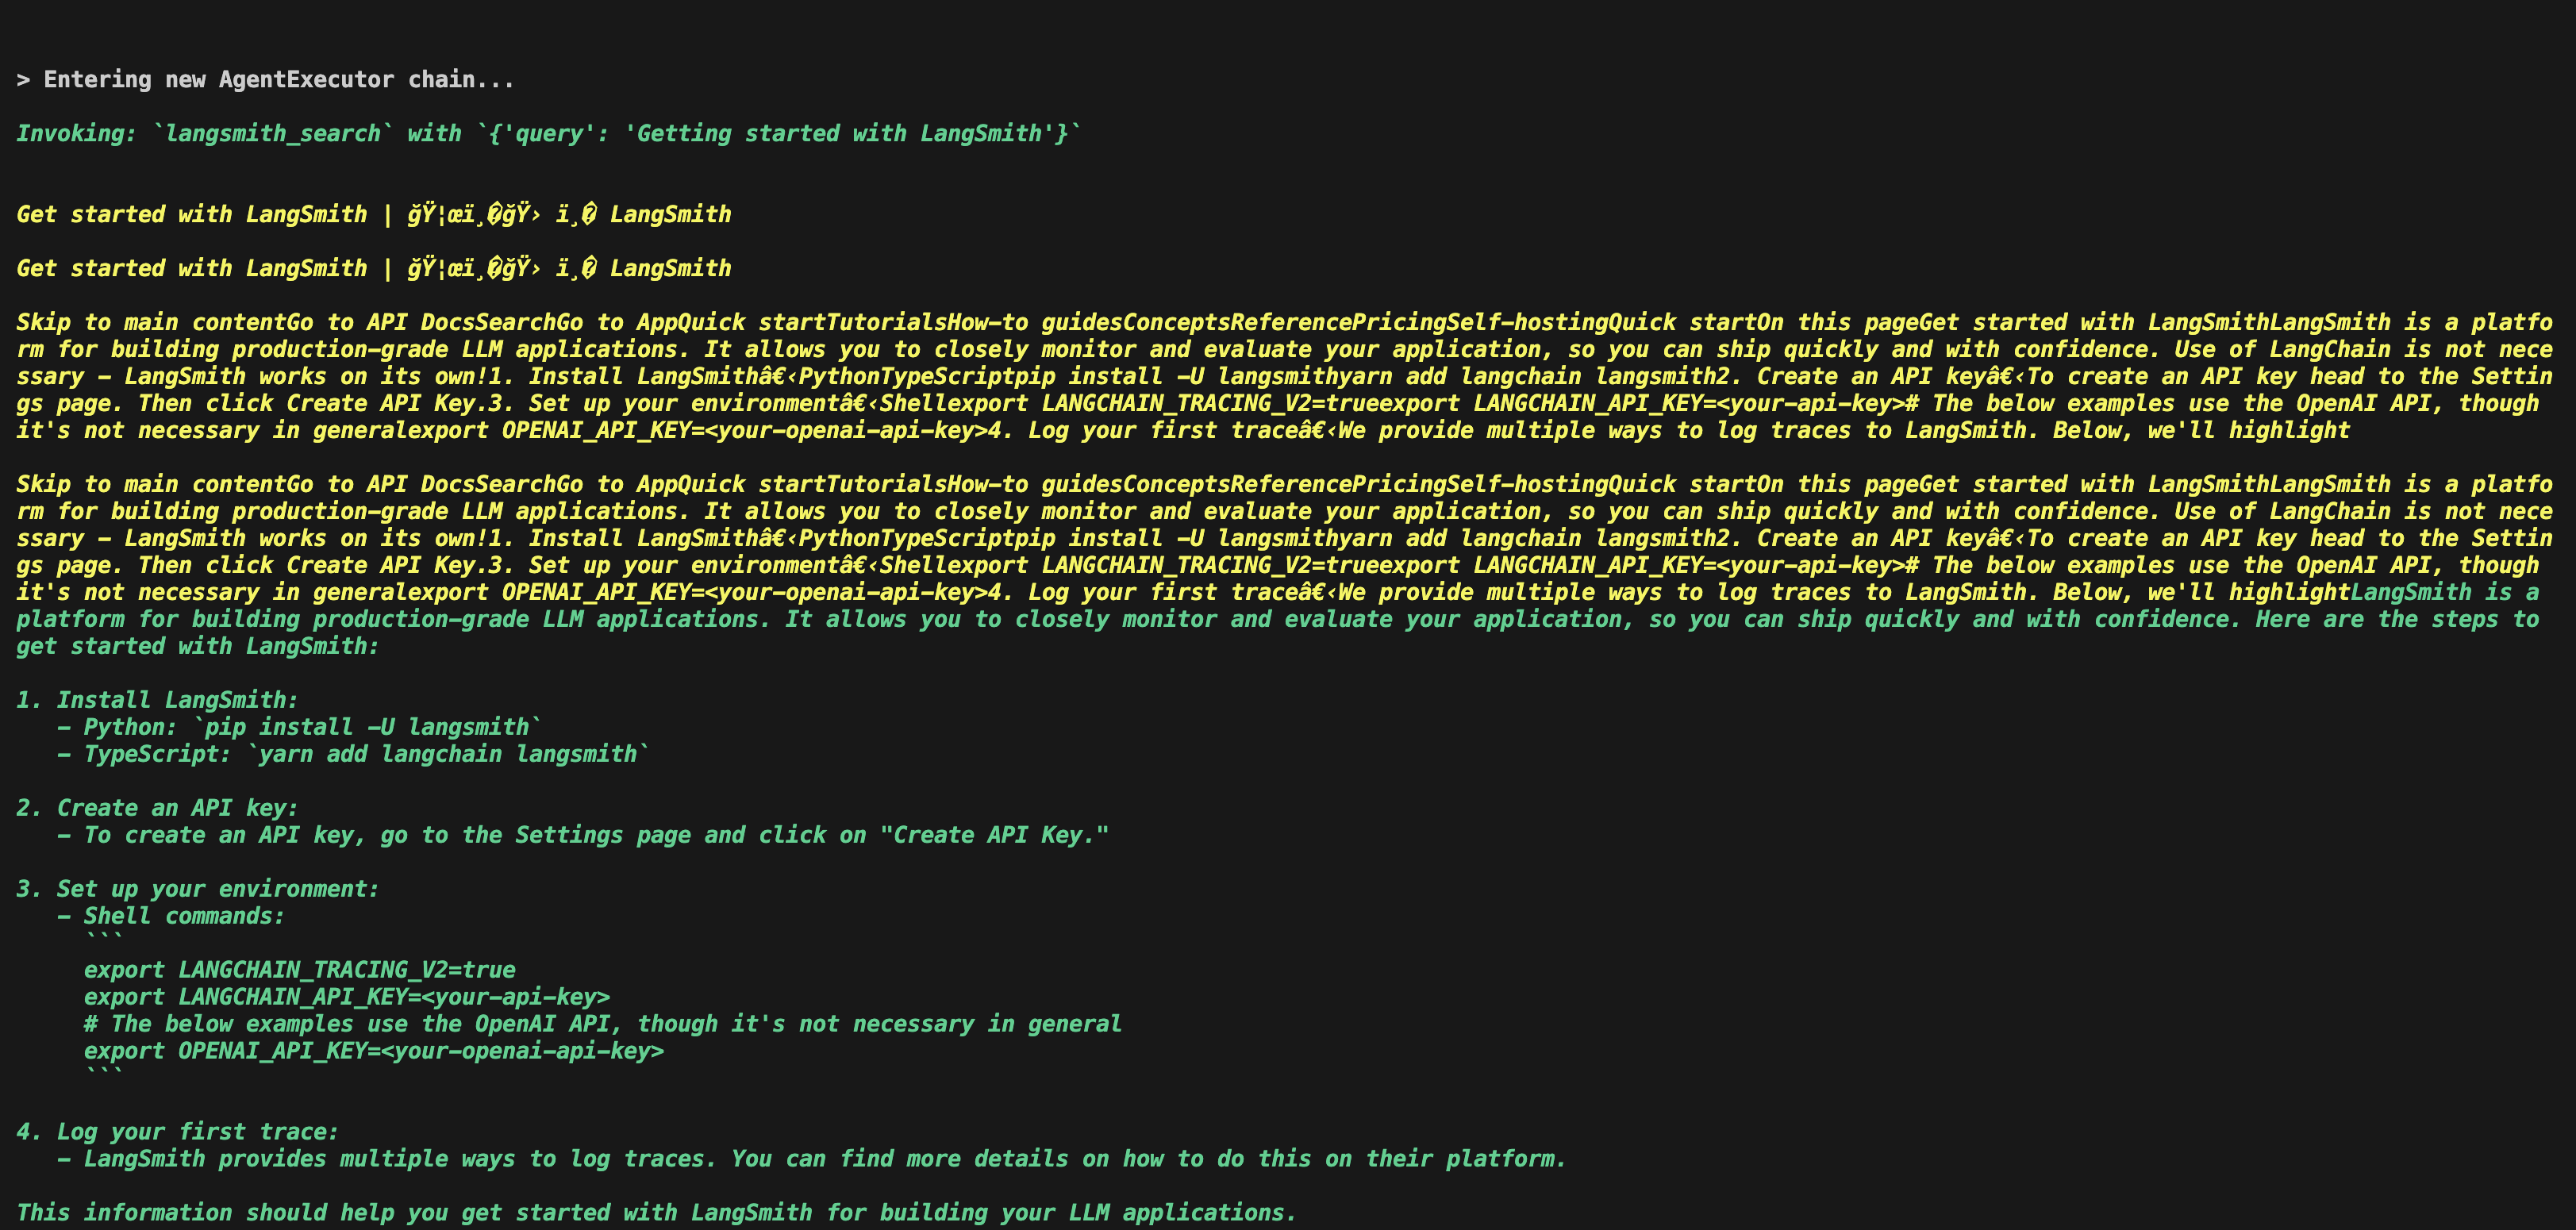 > Entering new AgentExecutor chain...
Invoking: `langsmith_search` with `{'query': 'Getting started with LangSmith'}`
Get started with LangSmith | ğŸ¦œï¸�ğŸ› ï¸� LangSmith
Get started with LangSmith | ğŸ¦œï¸�ğŸ› ï¸� LangSmith
Skip to main contentGo to API DocsSearchGo to AppQuick startTutorialsHow-to guidesConceptsReferencePricingSelf-hostingQuick startOn this pageGet started with LangSmithLangSmith is a platfo
rm for building production-grade LLM applications. It allows you to closely monitor and evaluate your application, so you can ship quickly and with confidence. Use of LangChain is not nece
ssary - LangSmith works on its own!1. Install LangSmithâ€‹PythonTypeScriptpip install -U langsmithyarn add langchain langsmith2. Create an API keyâ€‹To create an API key head to the Settin
gs page. Then click Create API Key.3. Set up your environmentâ€‹Shellexport LANGCHAIN_TRACING_V2=trueexport LANGCHAIN_API_KEY=<your-api-key># The below examples use the OpenAI API, though
it's not necessary in generalexport OPENAI_API_KEY=<your-openai-api-key>4. Log your first traceâ€‹We provide multiple ways to log traces to LangSmith. Below, we'll highlight
Skip to main contentGo to API DocsSearchGo to AppQuick startTutorialsHow-to guidesConceptsReferencePricingSelf-hostingQuick startOn this pageGet started with LangSmithLangSmith is a platfo
rm for building production-grade LLM applications. It allows you to closely monitor and evaluate your application, so you can ship quickly and with confidence. Use of LangChain is not nece
ssary - LangSmith works on its own!1. Install LangSmithâ€‹PythonTypeScriptpip install -U langsmithyarn add langchain langsmith2. Create an API keyâ€‹To create an API key head to the Settin
gs page. Then click Create API Key.3. Set up your environmentâ€‹Shellexport LANGCHAIN_TRACING_V2=trueexport LANGCHAIN_API_KEY=<your-api-key># The below examples use the OpenAI API, though
it's not necessary in generalexport OPENAI_API_KEY=<your-openai-api-key>4. Log your first traceâ€‹We provide multiple ways to log traces to LangSmith. Below, we'll highlightLangSmith is a
platform for building production-grade LLM applications. It allows you to closely monitor and evaluate your application, so you can ship quickly and with confidence. Here are the steps to
get started with LangSmith:
1. Install LangSmith:
- Python: `pip install -U langsmith`
- TypeScript: `yarn add langchain langsmith`
2. Create an API key:
- To create an API key, go to the Settings page and click on "Create API Key."
3. Set up your environment:
- Shell commands:
```
export LANGCHAIN_TRACING_V2=true
export LANGCHAIN_API_KEY=<your-api-key>
# The below examples use the OpenAI API, though it's not necessary in general
export OPENAI_API_KEY=<your-openai-api-key>
```
4. Log your first trace:
- LangSmith provides multiple ways to log traces. You can find more details on how to do this on their platform.
This information should help you get started with LangSmith for building your LLM applications.